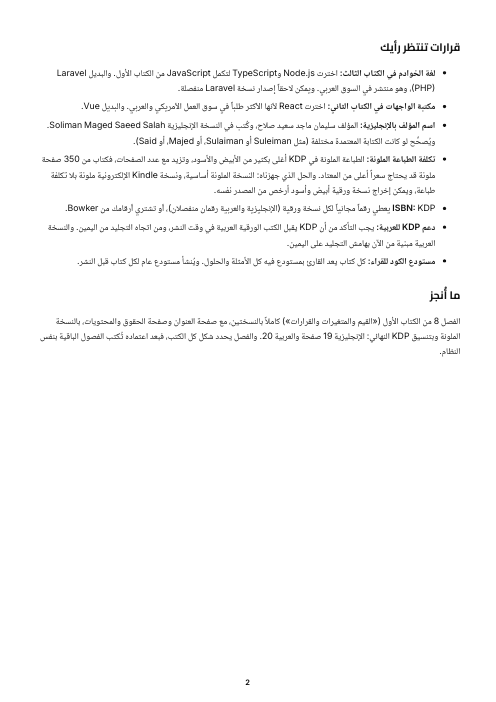 قرارات تنتظر رأيك
• لغة الخوادم في الكتاب الثالث: اخترت Node.js وTypeScript لتكمل JavaScript من الكتاب الأول. والبديل Laravel
(PHP)، وهو منتشر في السوق العربي. ويمكن لاحقاً إصدار نسخة Laravel منفصلة.
• مكتبة الواجهات في الكتاب الثاني: اخترت React لأنها الأكثر طلباً في سوق العمل الأمريكي والعربي. والبديل Vue.
• اسم المؤلف بالإنجليزية: المؤلف سليمان ماجد سعيد صلاح، وكُتب في النسخة الإنجليزية Soliman Maged Saeed Salah.
ويُصحَّح لو كانت الكتابة المعتمدة مختلفة (مثل Suleiman أو Sulaiman، أو Majed، أو Said).
• تكلفة الطباعة الملونة: الطباعة الملونة في KDP أغلى بكثير من الأبيض والأسود، وتزيد مع عدد الصفحات، فكتاب من 350 صفحة
ملونة قد يحتاج سعراً أعلى من المعتاد. والحل الذي جهزناه: النسخة الملونة أساسية، ونسخة Kindle الإلكترونية ملونة بلا تكلفة
طباعة، ويمكن إخراج نسخة ورقية أبيض وأسود أرخص من المصدر نفسه.
• ISBN: KDP يعطي رقماً مجانياً لكل نسخة ورقية (الإنجليزية والعربية رقمان منفصلان)، أو تشتري أرقامك من Bowker.
• دعم KDP للعربية: يجب التأكد من أن KDP يقبل الكتب الورقية العربية في وقت النشر، ومن اتجاه التجليد من اليمين. والنسخة
العربية مبنية من الآن بهامش التجليد على اليمين.
• مستودع الكود للقراء: كل كتاب يعد القارئ بمستودع فيه كل الأمثلة والحلول. ويُنشأ مستودع عام لكل كتاب قبل النشر.
ما أُنجز
الفصل 8 من الكتاب الأول («القيم والمتغيرات والقرارات») كاملاً بالنسختين، مع صفحة العنوان وصفحة الحقوق والمحتويات، بالنسخة
الملونة وبتنسيق KDP النهائي: الإنجليزية 19 صفحة والعربية 20. والفصل يحدد شكل كل الكتب، فبعد اعتماده تُكتب الفصول الباقية بنفس
النظام.
2